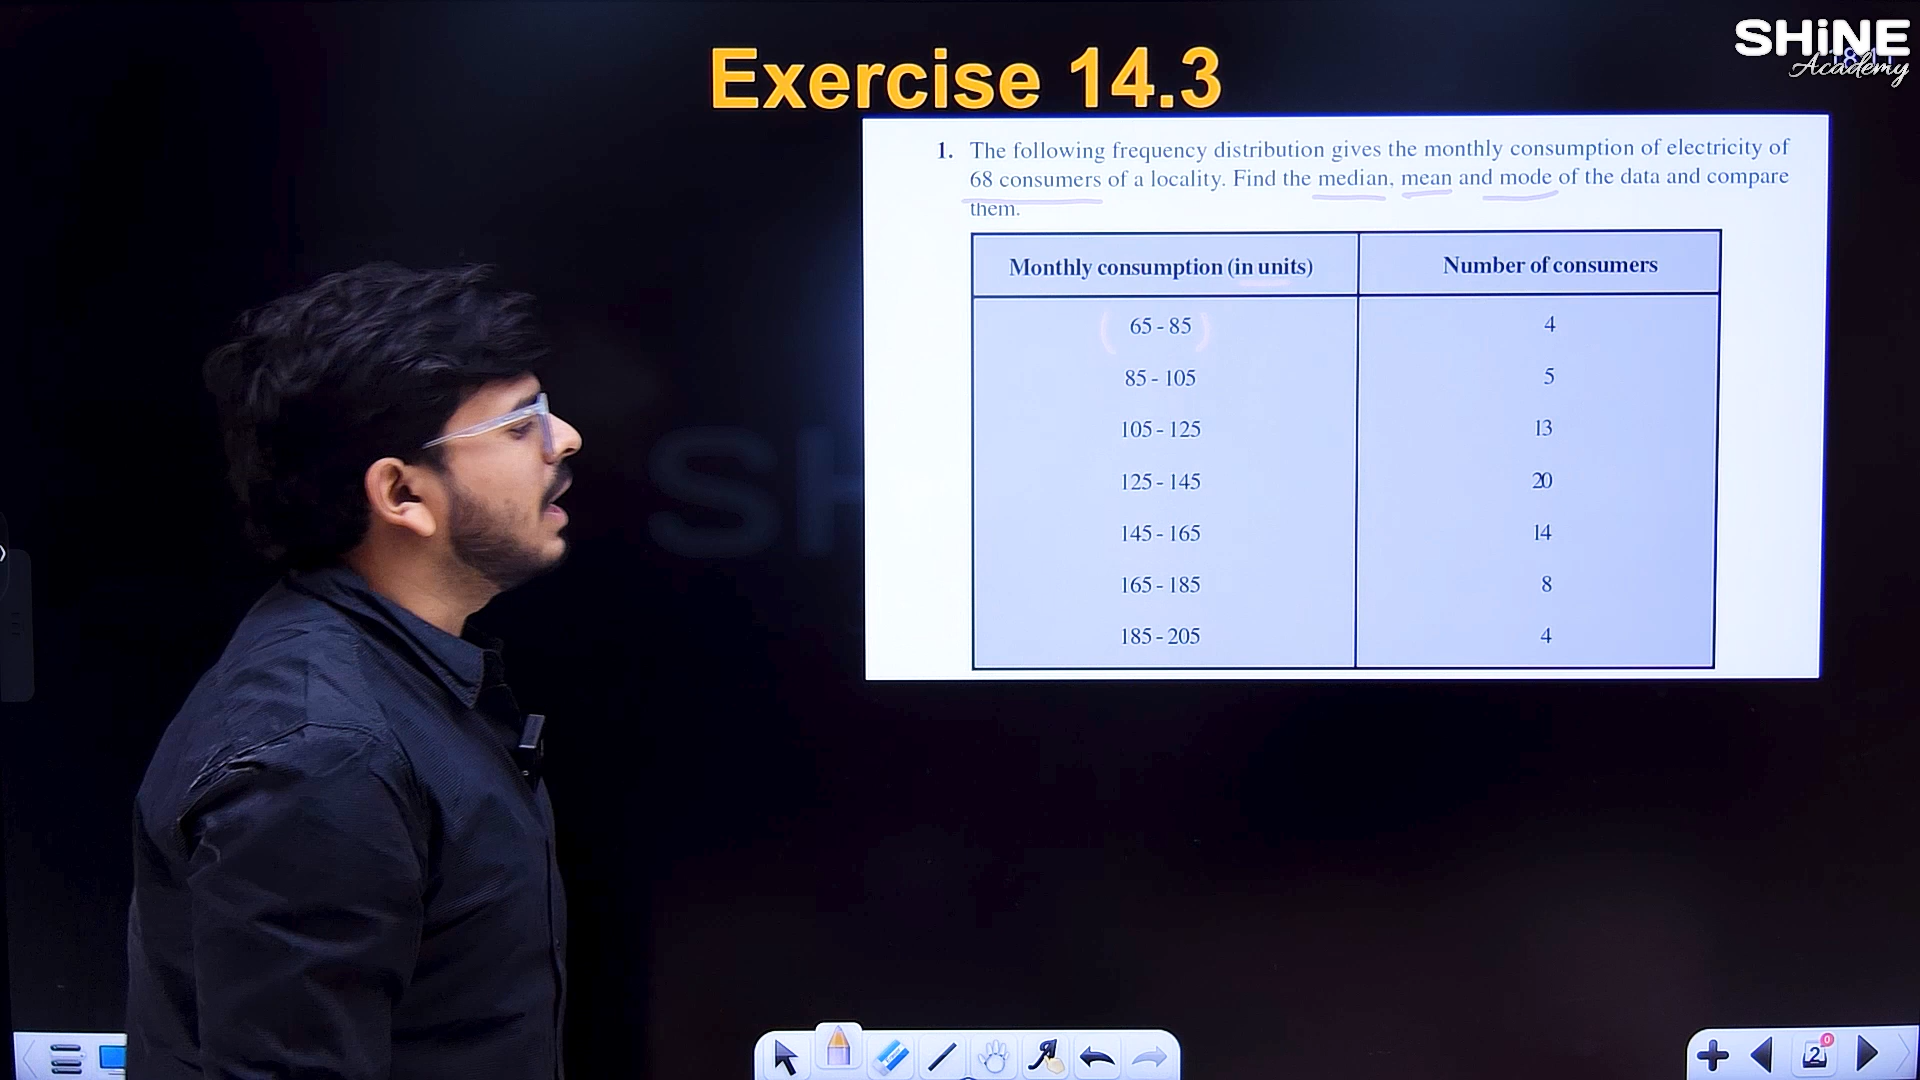 SHiNE
Academy
Exercise 14.3
1. The following frequency distribution gives the monthly consumption of electricity of
68 consumers of a locality. Find the median, mean and mode of the data and compare
them.
Monthly consumption (in units) Number of consumers
65 - 85 4
85 - 105 5
105 - 125 13
125 - 145 20
145 - 165 14
165 - 185 8
185 - 205 4
2
0